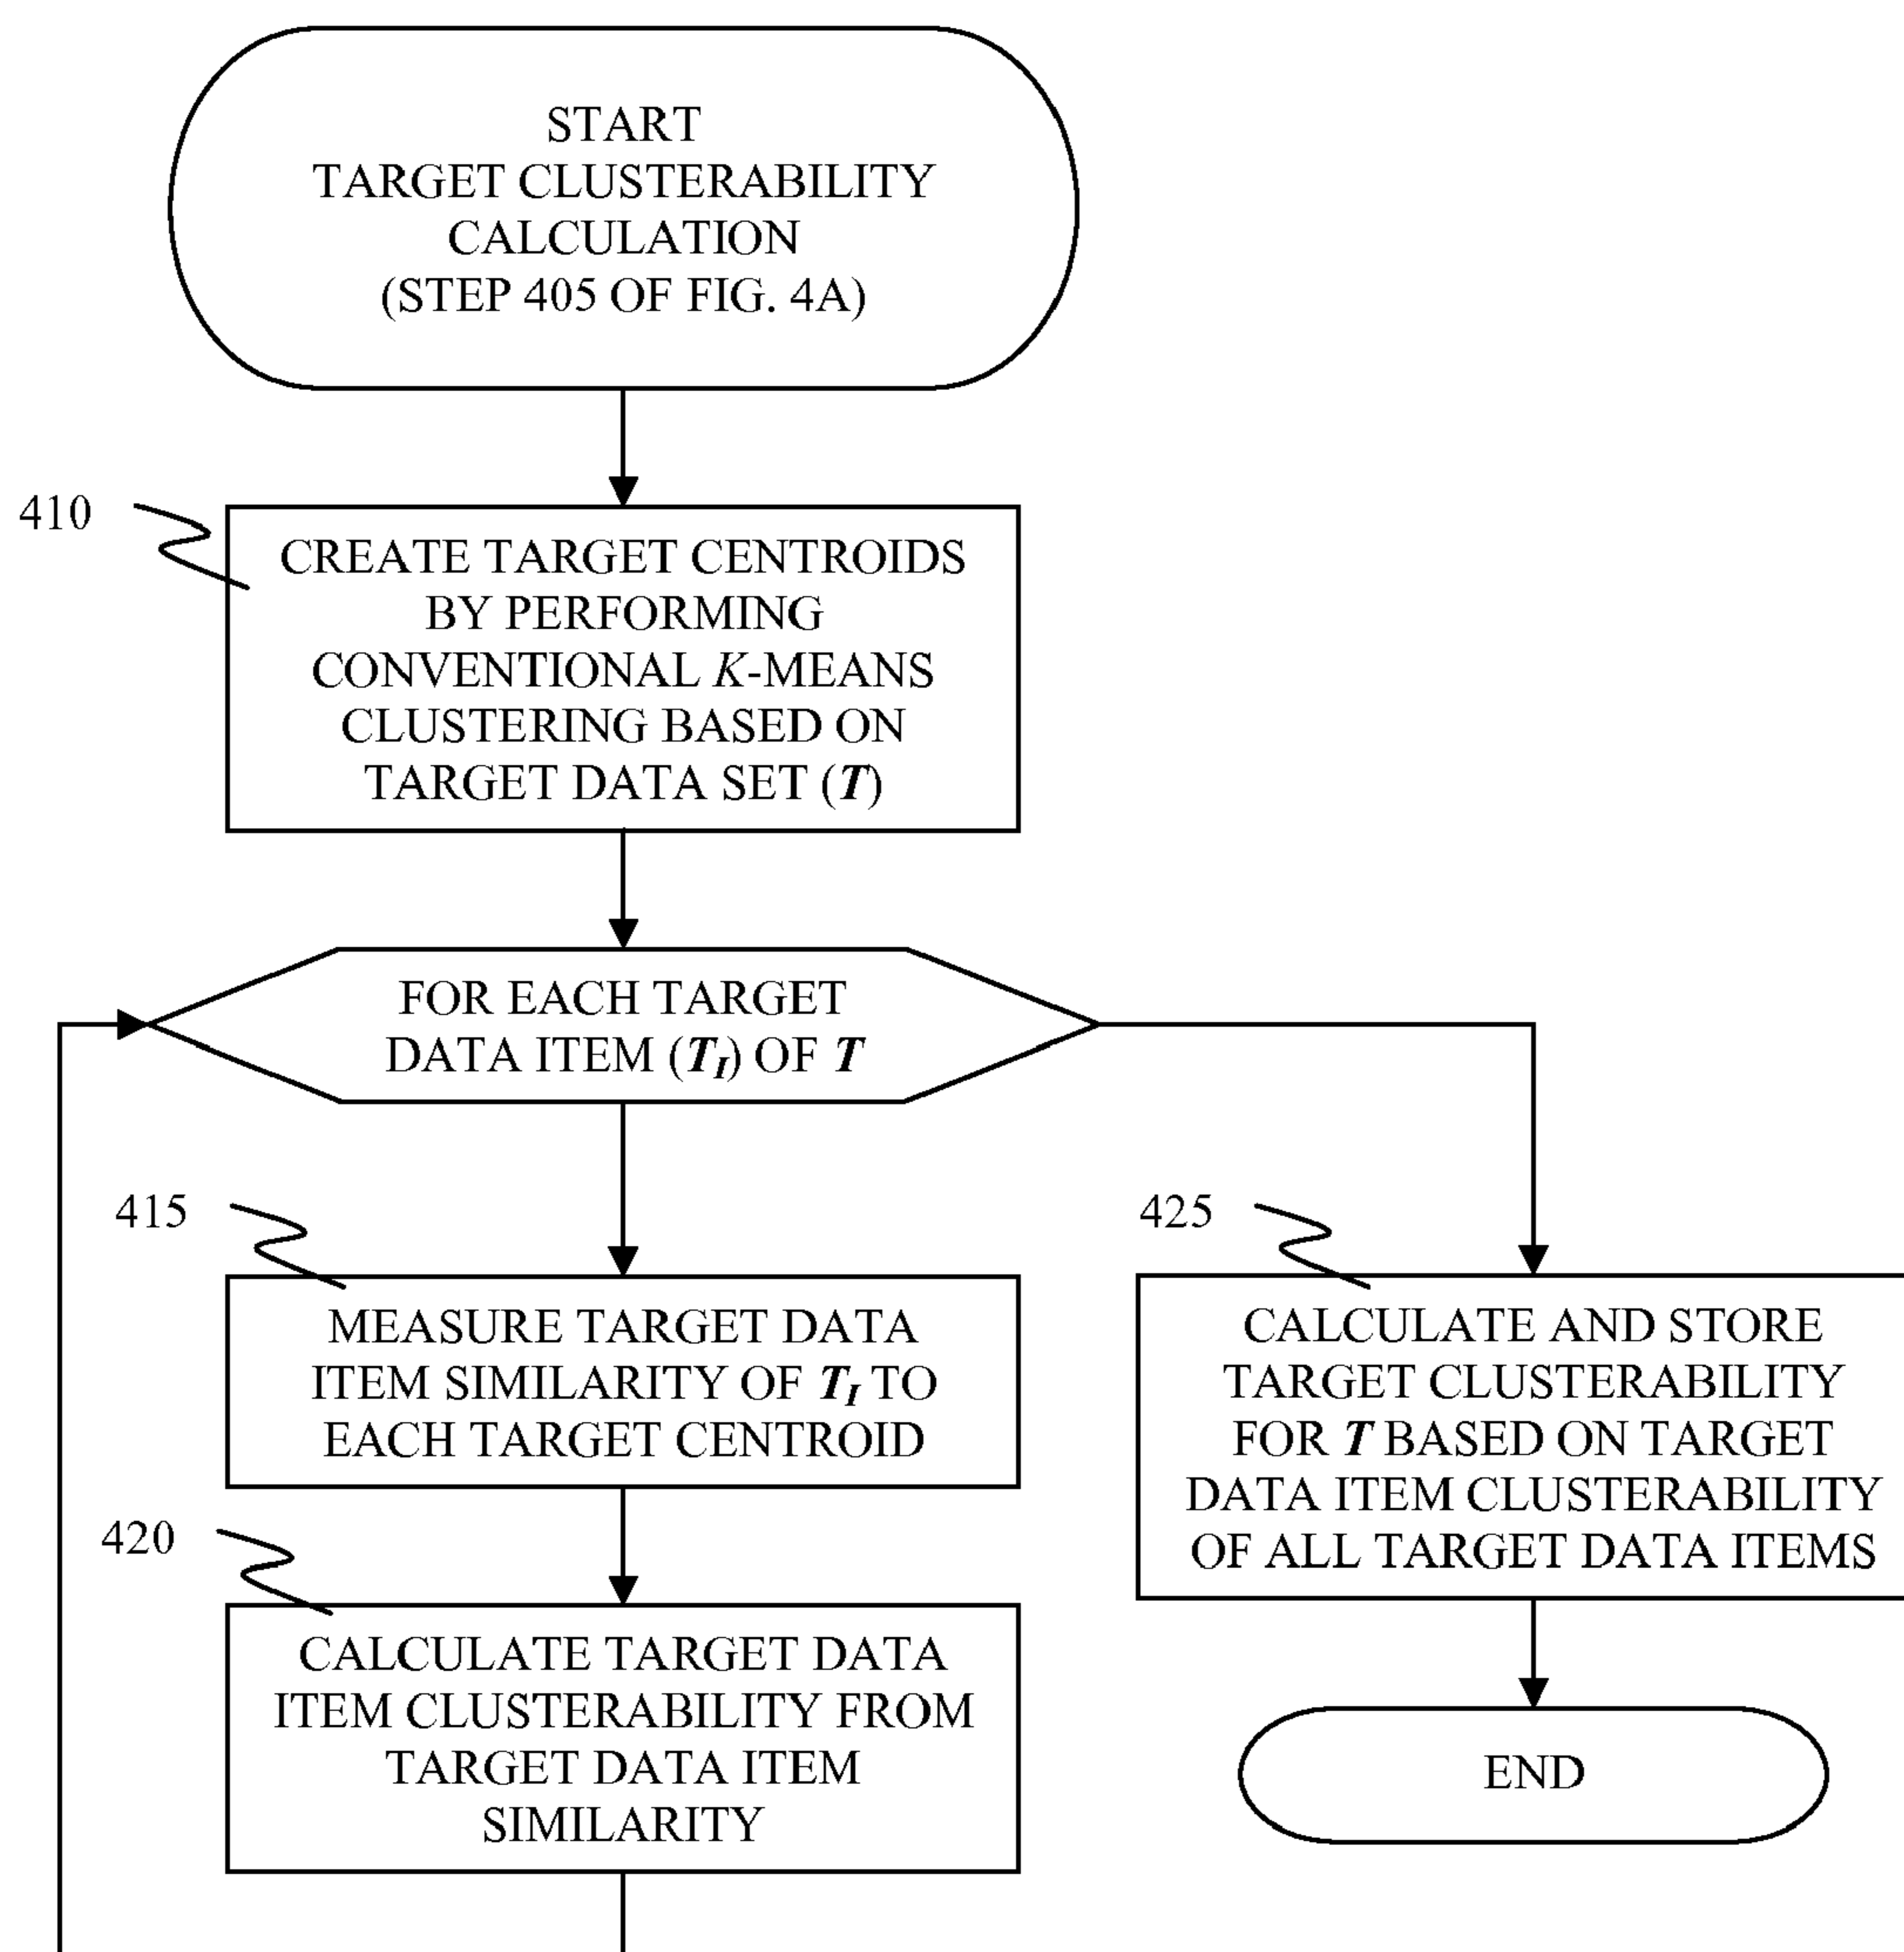 START
TARGET CLUSTERABILITY
CALCULATION
(STEP 405 OF FIG. 4A)
410
CREATE TARGET CENTROIDS
BY PERFORMING
CONVENTIONAL K-MEANS
CLUSTERING BASED ON
TARGET DATA SET (T)
FOR EACH TARGET
DATA ITEM (T_I) OF T
415
MEASURE TARGET DATA
ITEM SIMILARITY OF T_I TO
EACH TARGET CENTROID
420
CALCULATE TARGET DATA
ITEM CLUSTERABILITY FROM
TARGET DATA ITEM
SIMILARITY
425
CALCULATE AND STORE
TARGET CLUSTERABILITY
FOR T BASED ON TARGET
DATA ITEM CLUSTERABILITY
OF ALL TARGET DATA ITEMS
END